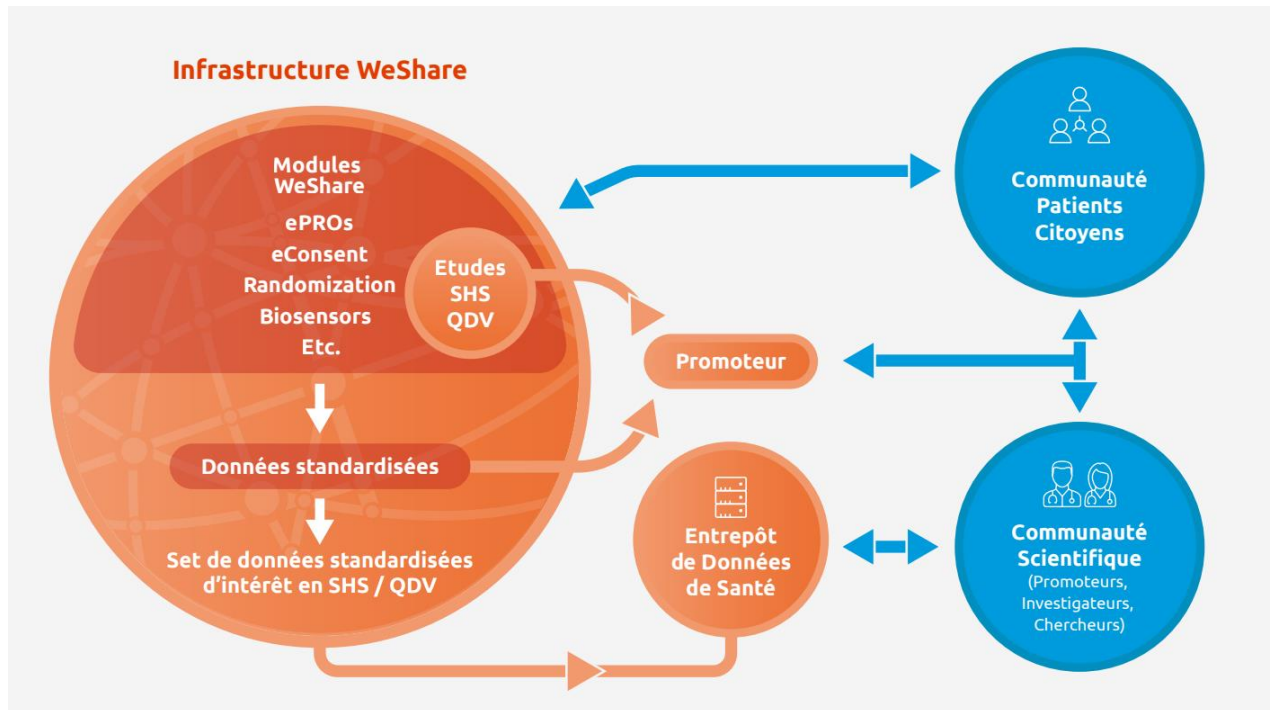 Infrastructure WeShare
Modules
WeShare
ePROs
eConsent
Randomization
Biosensors
Etc.
Etudes
SHS
QDV
Données standardisées
Set de données standardisées
d'intérêt en SHS / QDV
Promoteur
Entrepôt
de Données
de Santé
Communauté
Patients
Citoyens
Communauté
Scientifique
(Promoteurs,
Investigateurs,
Chercheurs)